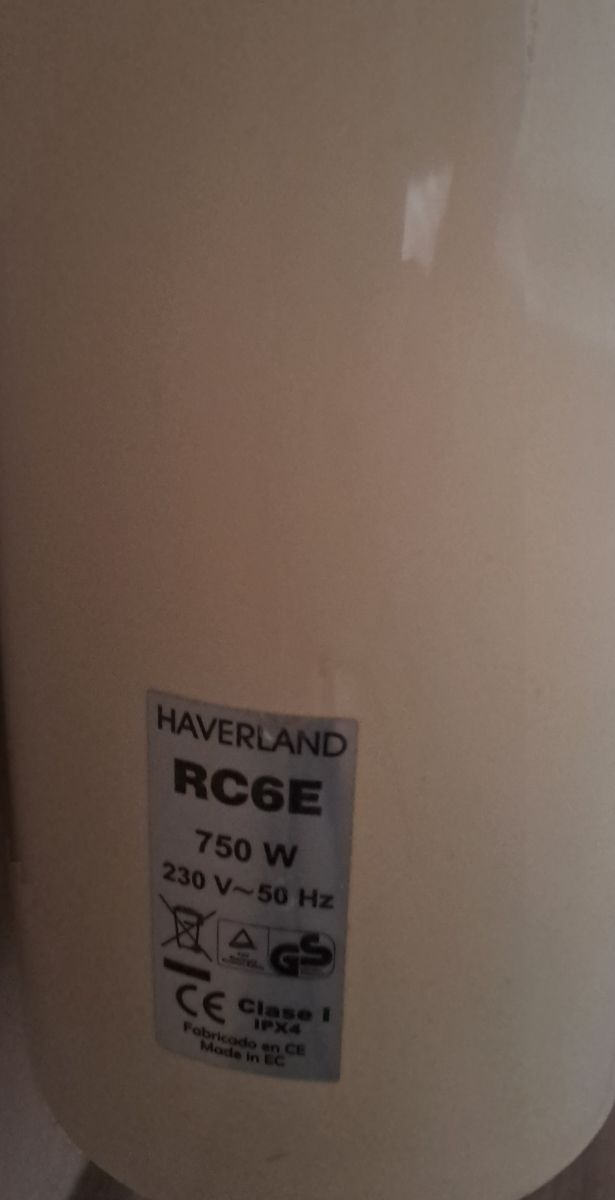 HAVERLAND
RC6E
750 W
230 V~50 Hz
GS
CE Clase I
IPX4
Fabricado en CE
Made in EC